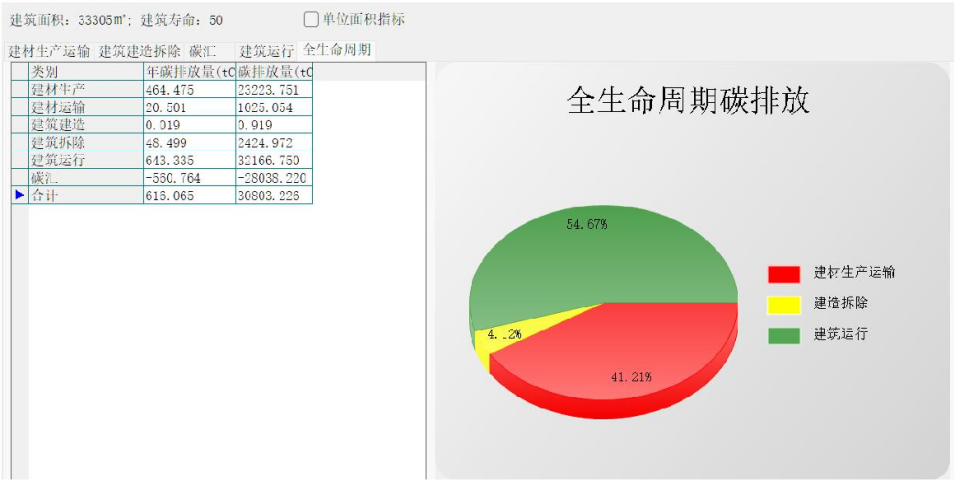 建筑面积: 33305㎡; 建筑寿命: 50 单位面积指标
建材生产运输 建筑建造拆除 碳汇 建筑运行 全生命周期
类别 年碳排放量(tC 碳排放量(tC
建材生产 464.475 23223.751
建材运输 20.501 1025.054
建筑建造 0.019 0.919
建筑拆除 48.499 2424.972
建筑运行 643.335 32166.750
碳汇 -560.764 -28038.220
合计 616.065 30803.226
全生命周期碳排放
54.67%
4.12%
41.21%
建材生产运输
建造拆除
建筑运行